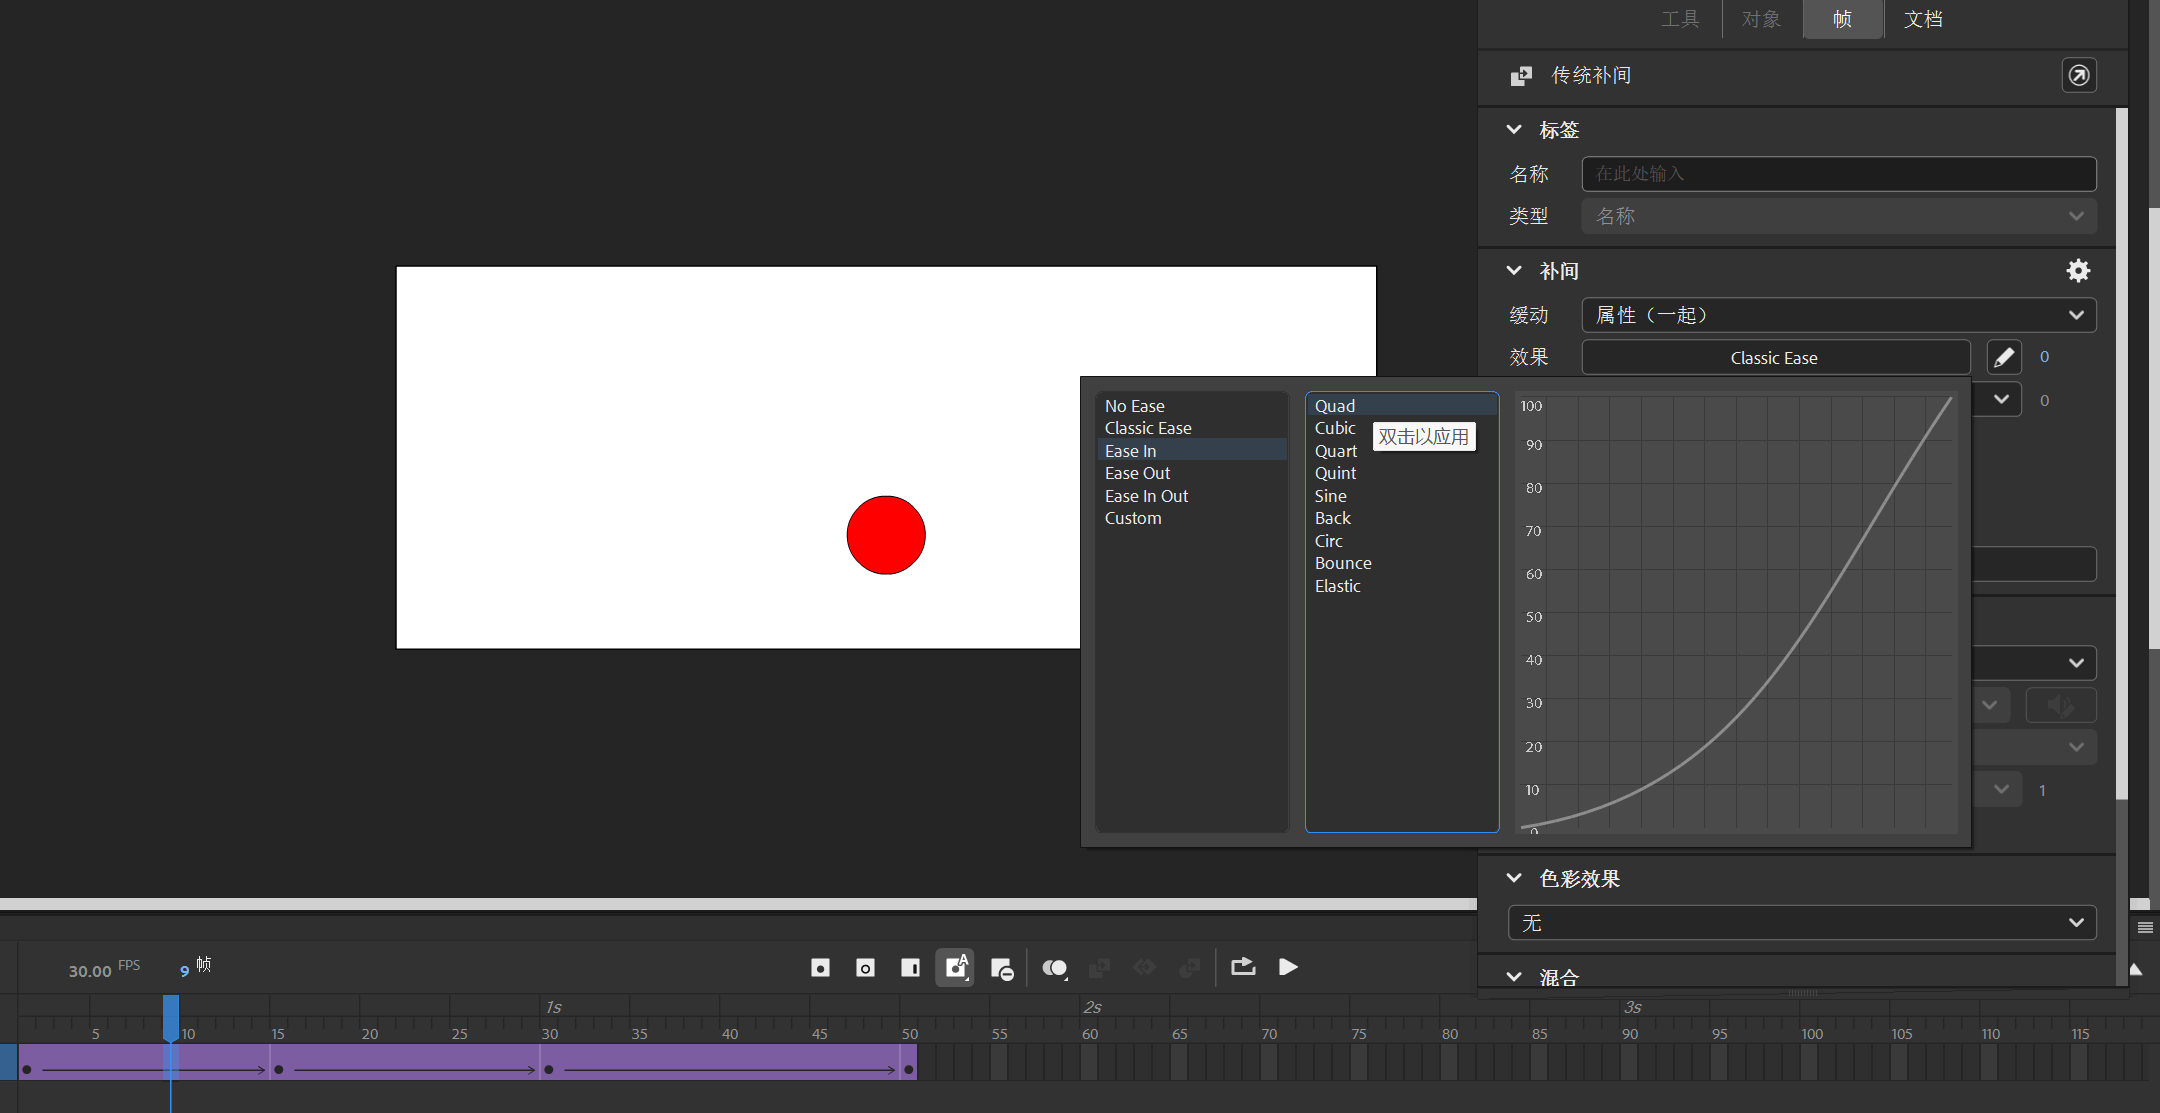 工具 对象 帧 文档
传统补间
标签
名称 在此处输入
类型 名称
补间
缓动 属性（一起）
效果 Classic Ease 0
0
No Ease
Classic Ease
Ease In
Ease Out
Ease In Out
Custom
Quad
Cubic
Quart
Quint
Sine
Back
Circ
Bounce
Elastic
双击以应用
100
90
80
70
60
50
40
30
20
10
0
1
色彩效果
无
混合
30.00 FPS 9 帧
1s 2s 3s
5 10 15 20 25 30 35 40 45 50 55 60 65 70 75 80 85 90 95 100 105 110 115